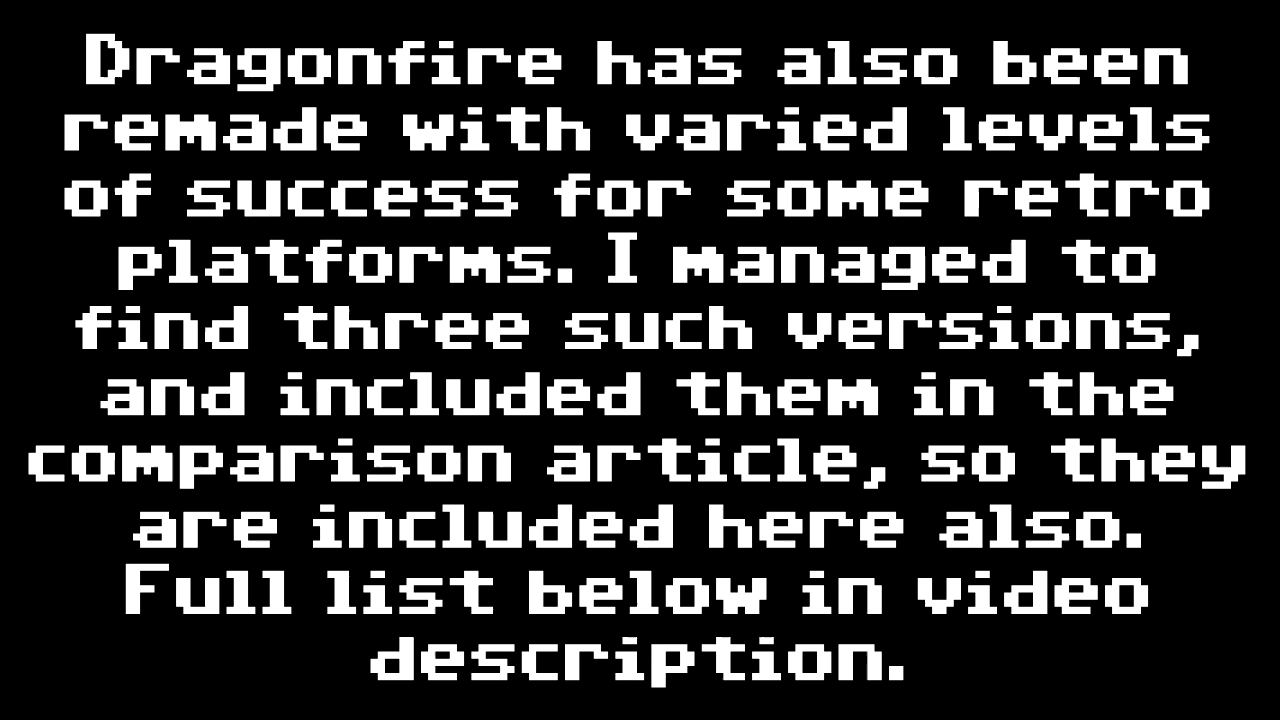 Dragonfire has also been
remade with varied levels
of success for some retro
platforms. I managed to
find three such versions,
and included them in the
comparison article, so they
are included here also.
Full list below in video
description.